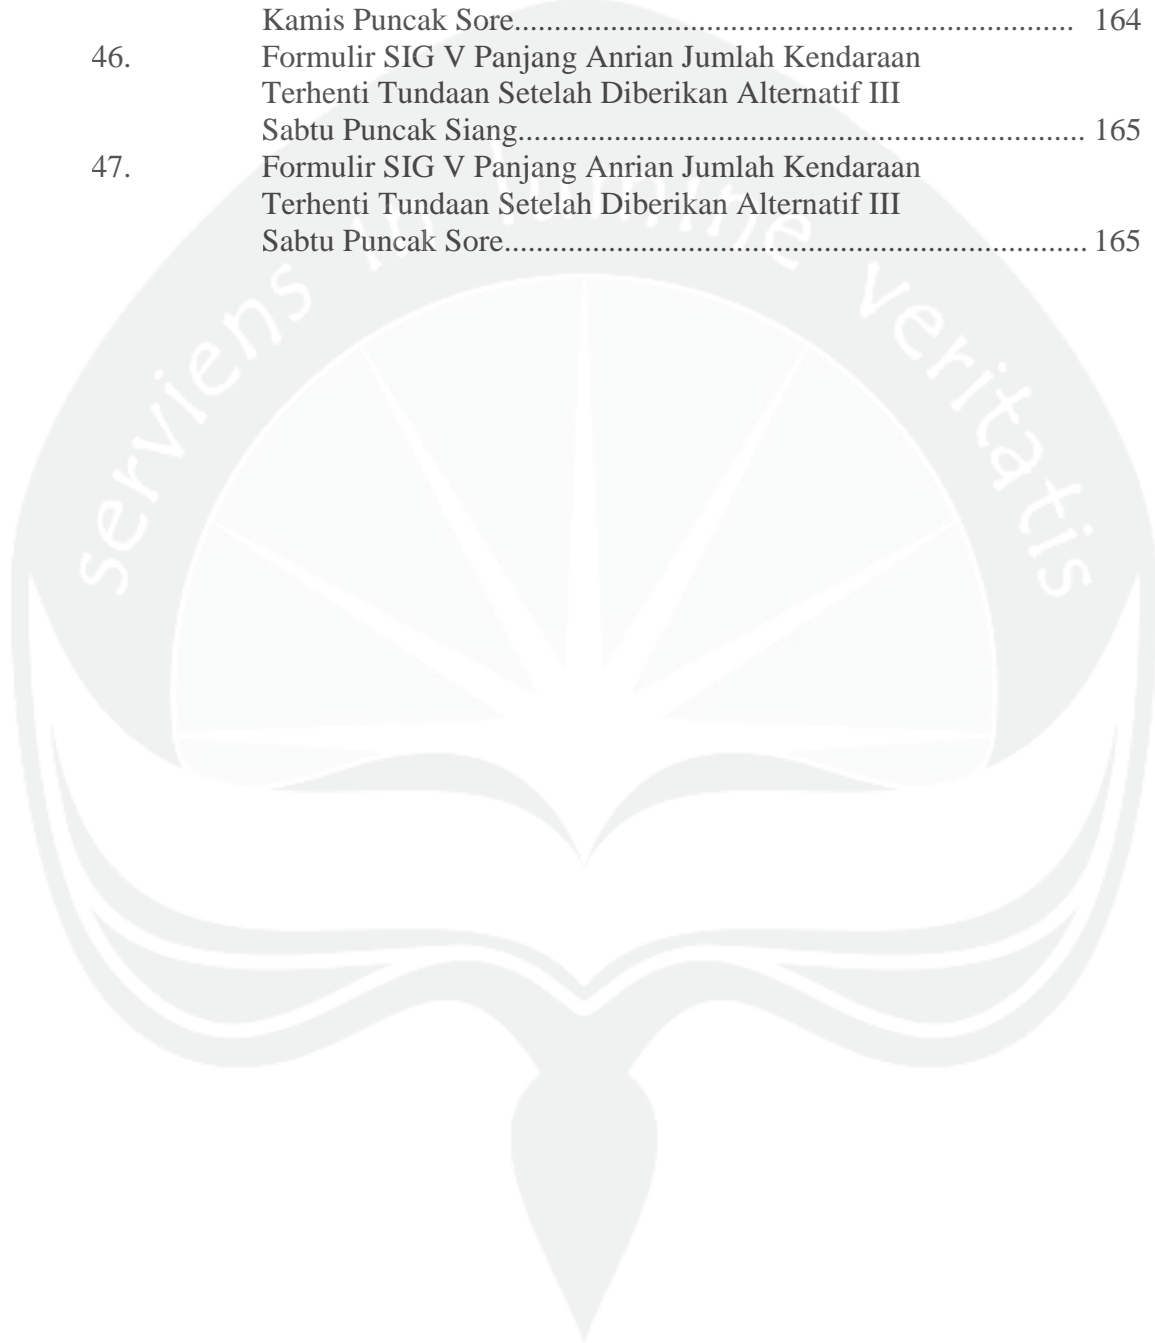 Kamis Puncak Sore...................................................................... 164
46. Formulir SIG V Panjang Anrian Jumlah Kendaraan
Terhenti Tundaan Setelah Diberikan Alternatif III
Sabtu Puncak Siang....................................................................... 165
47. Formulir SIG V Panjang Anrian Jumlah Kendaraan
Terhenti Tundaan Setelah Diberikan Alternatif III
Sabtu Puncak Sore......................................................................... 165
serviens in lumine veritatis